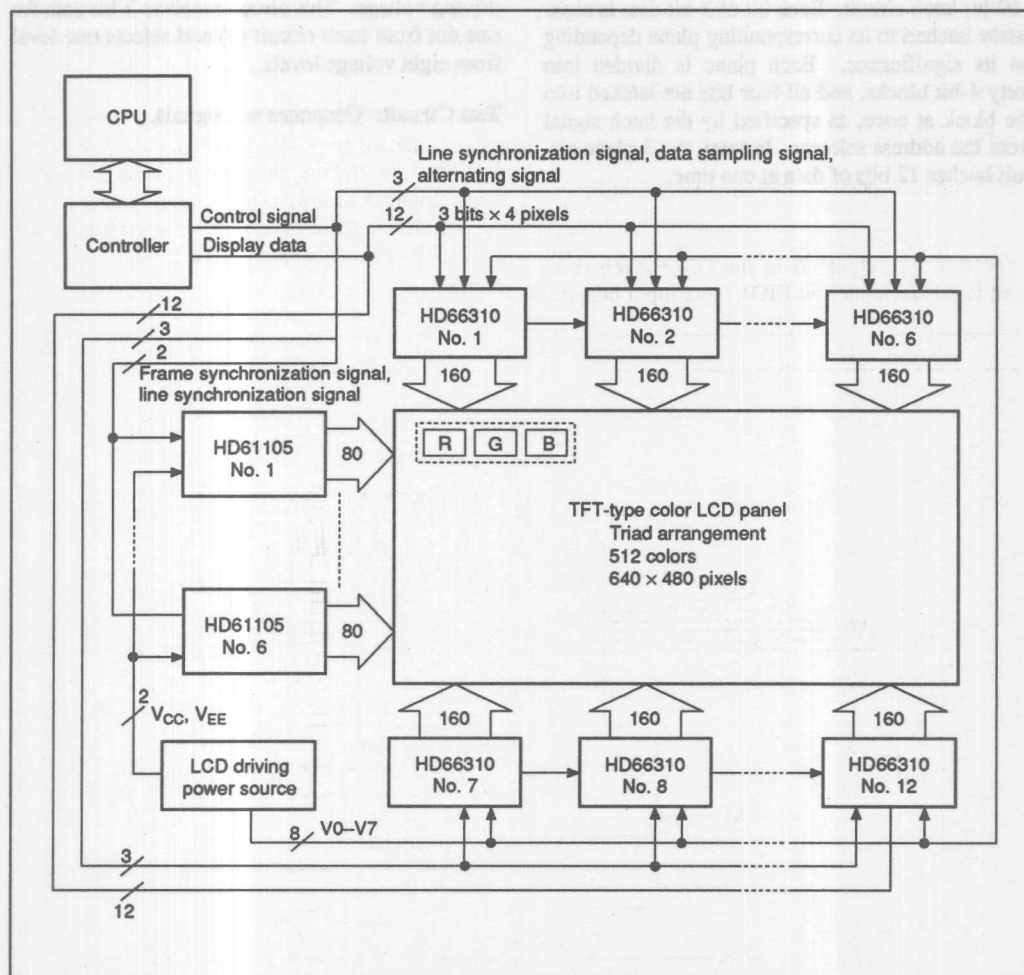 CPU
Controller
Control signal
Display data
Line synchronization signal, data sampling signal,
alternating signal
3
12
3 bits × 4 pixels
12
3
2
Frame synchronization signal,
line synchronization signal
HD66310
No. 1
HD66310
No. 2
HD66310
No. 6
160
160
160
HD61105
No. 1
80
R
G
B
TFT-type color LCD panel
Triad arrangement
512 colors
640 × 480 pixels
HD61105
No. 6
80
2
VCC, VEE
LCD driving
power source
160
160
160
HD66310
No. 7
HD66310
No. 8
HD66310
No. 12
8
V0–V7
3
12